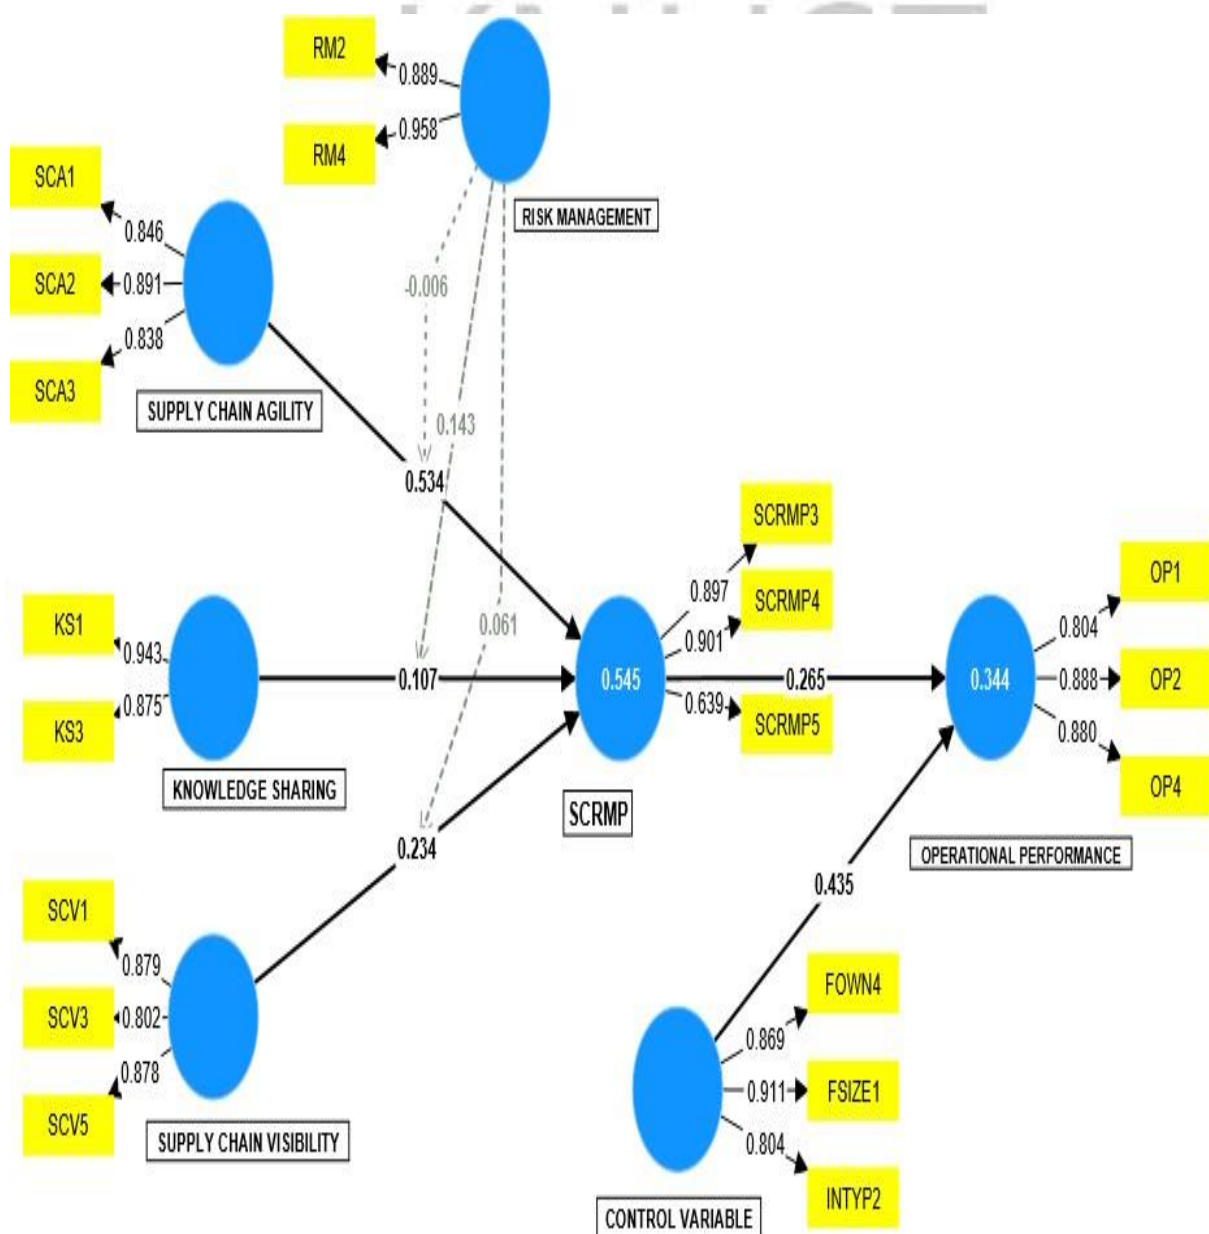 RM2
0.889
0.958
RM4
RISK MANAGEMENT
SCA1
0.846
SCA2
0.891
0.838
SCA3
SUPPLY CHAIN AGILITY
-0.006
0.143
0.534
0.061
KS1
0.943
0.875
KS3
KNOWLEDGE SHARING
0.107
SCRMP3
0.897
SCRMP4
0.901
0.545
0.639
SCRMP5
SCRMP
0.265
OP1
0.804
0.344
0.888
OP2
0.880
OP4
OPERATIONAL PERFORMANCE
0.234
0.435
SCV1
0.879
SCV3
0.802
0.878
SCV5
SUPPLY CHAIN VISIBILITY
FOWN4
0.869
0.911
FSIZE1
0.804
INTYP2
CONTROL VARIABLE